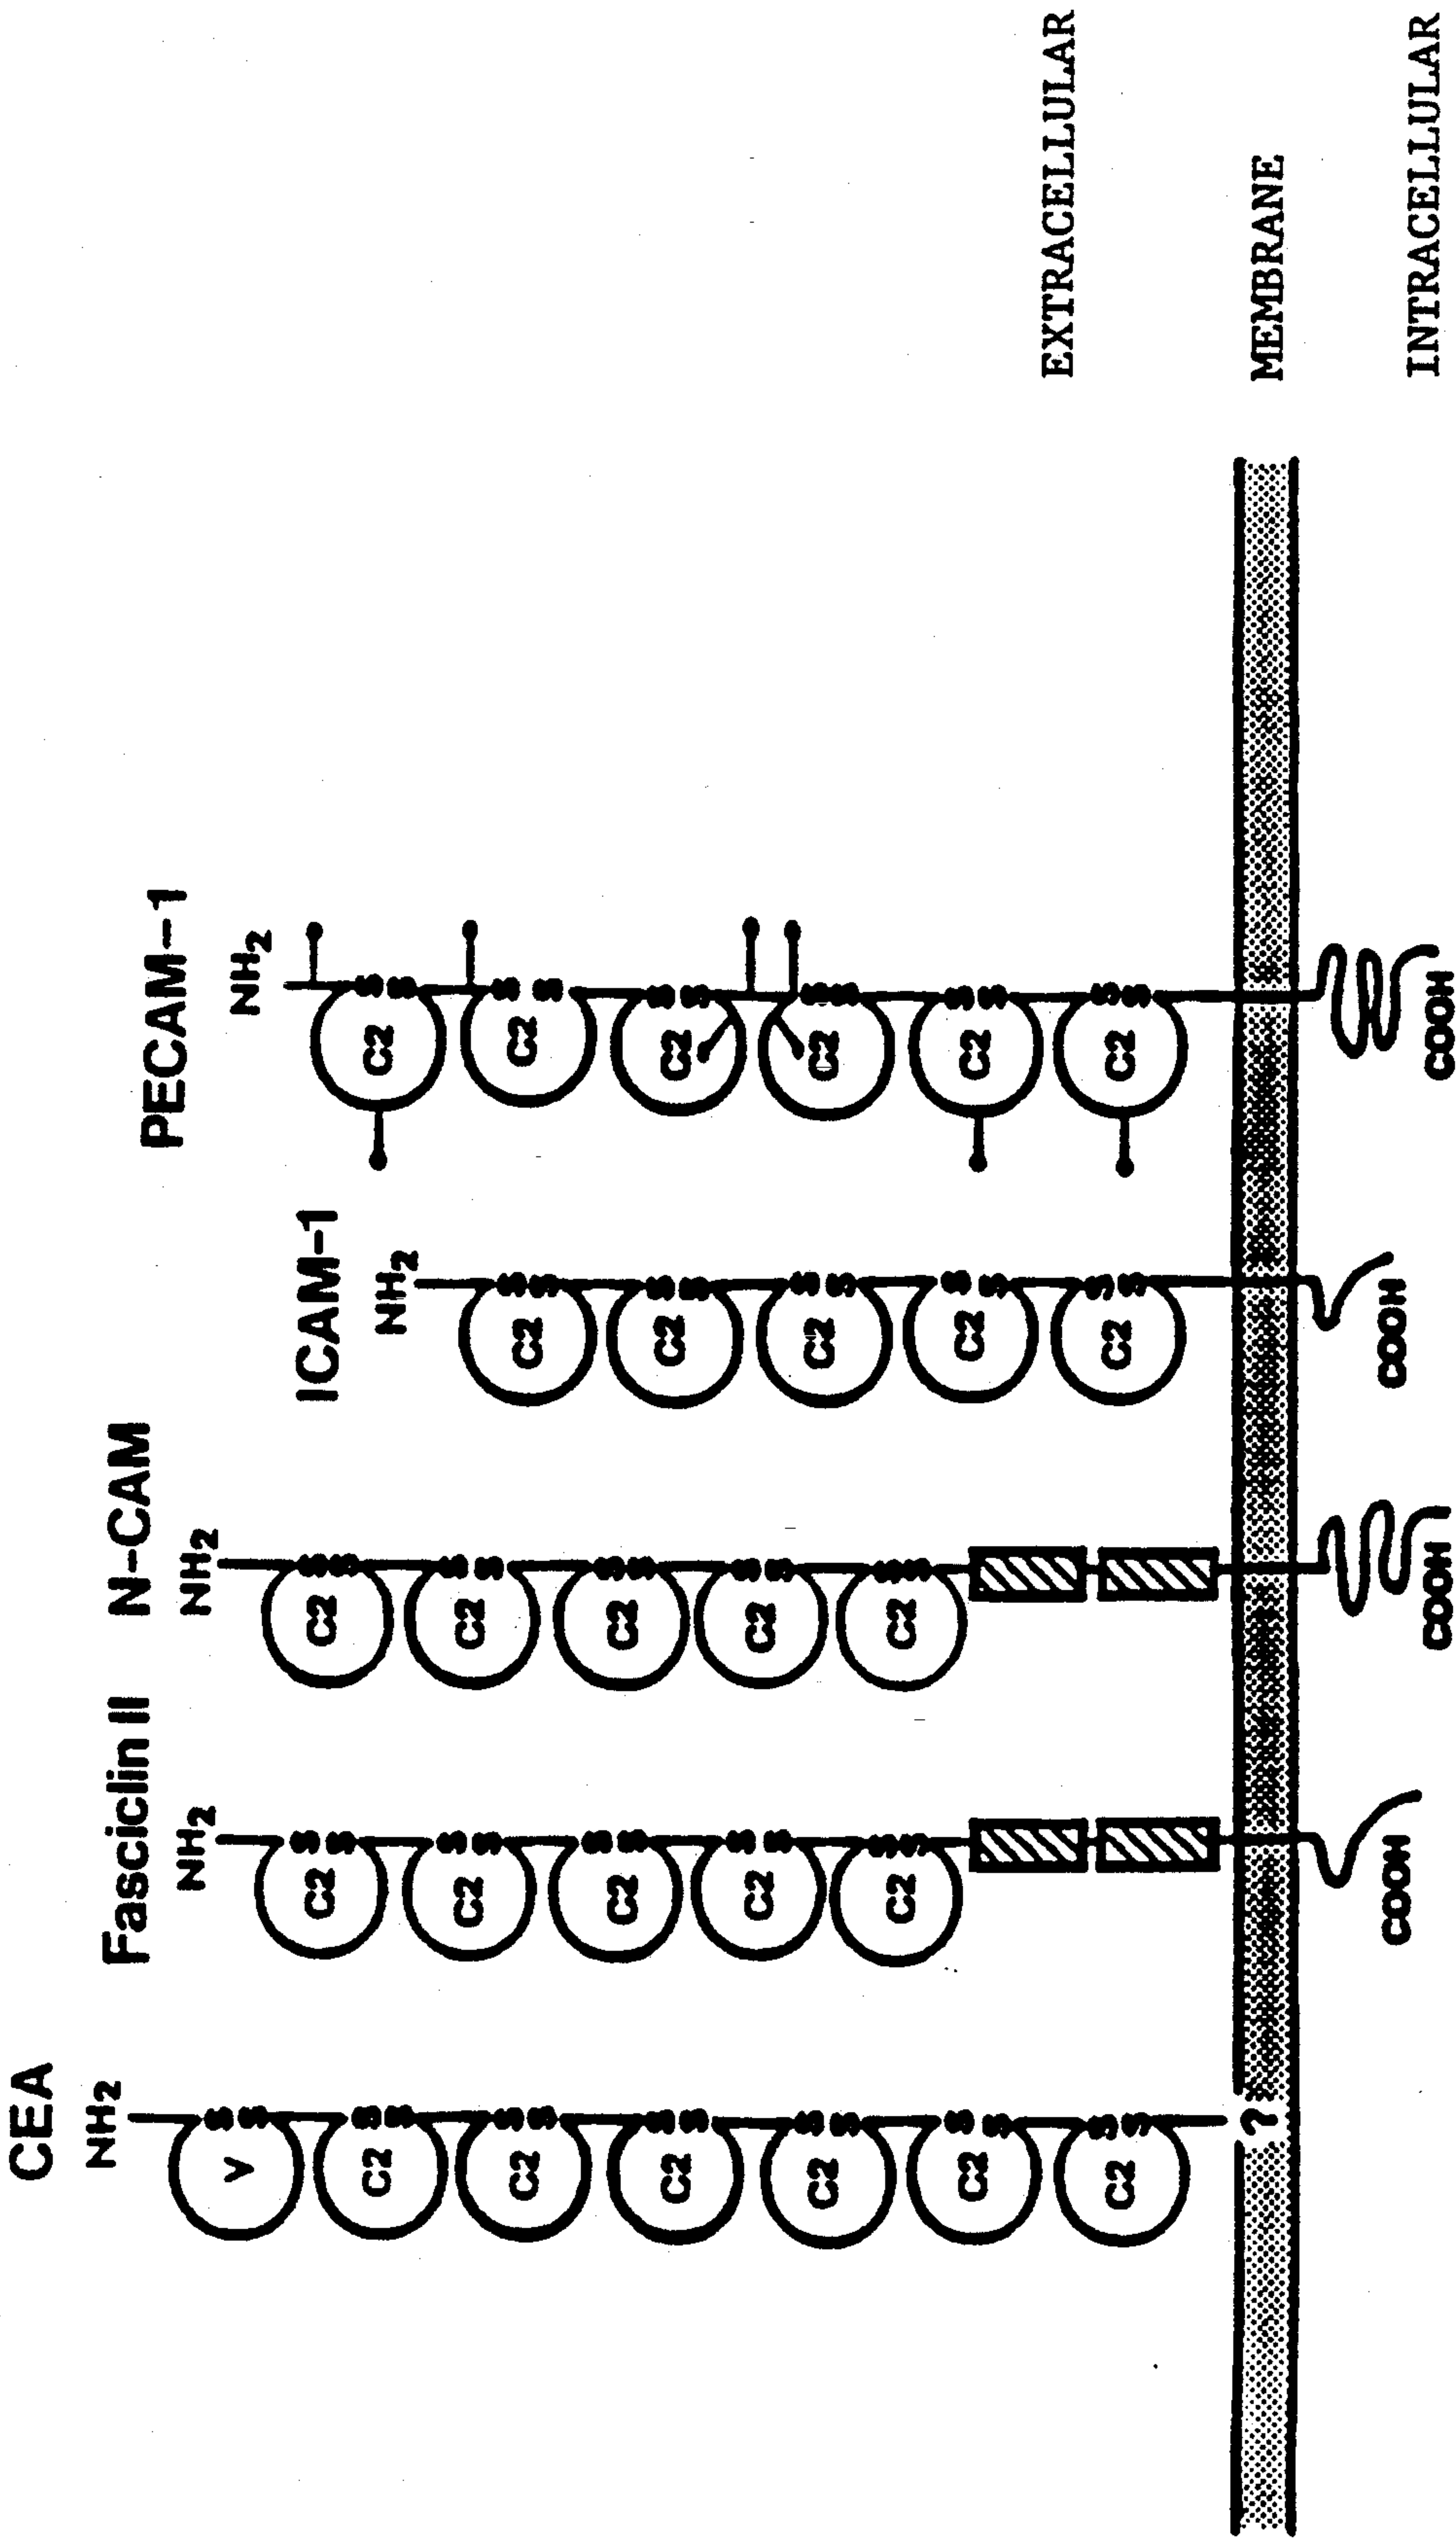 CEA
NH2
V
S S
C2
S S
C2
S S
C2
S S
C2
S S
C2
S S
C2
S S
?
Fasciclin II
NH2
C2
S S
C2
S S
C2
S S
C2
S S
C2
S S
COOH
N-CAM
NH2
C2
S S
C2
S S
C2
S S
C2
S S
C2
S S
COOH
ICAM-1
NH2
C2
S S
C2
S S
C2
S S
C2
S S
C2
S S
COOH
PECAM-1
NH2
C2
S S
C2
S S
C2
S S
C2
S S
C2
S S
C2
S S
COOH
EXTRACELLULAR
MEMBRANE
INTRACELLULAR